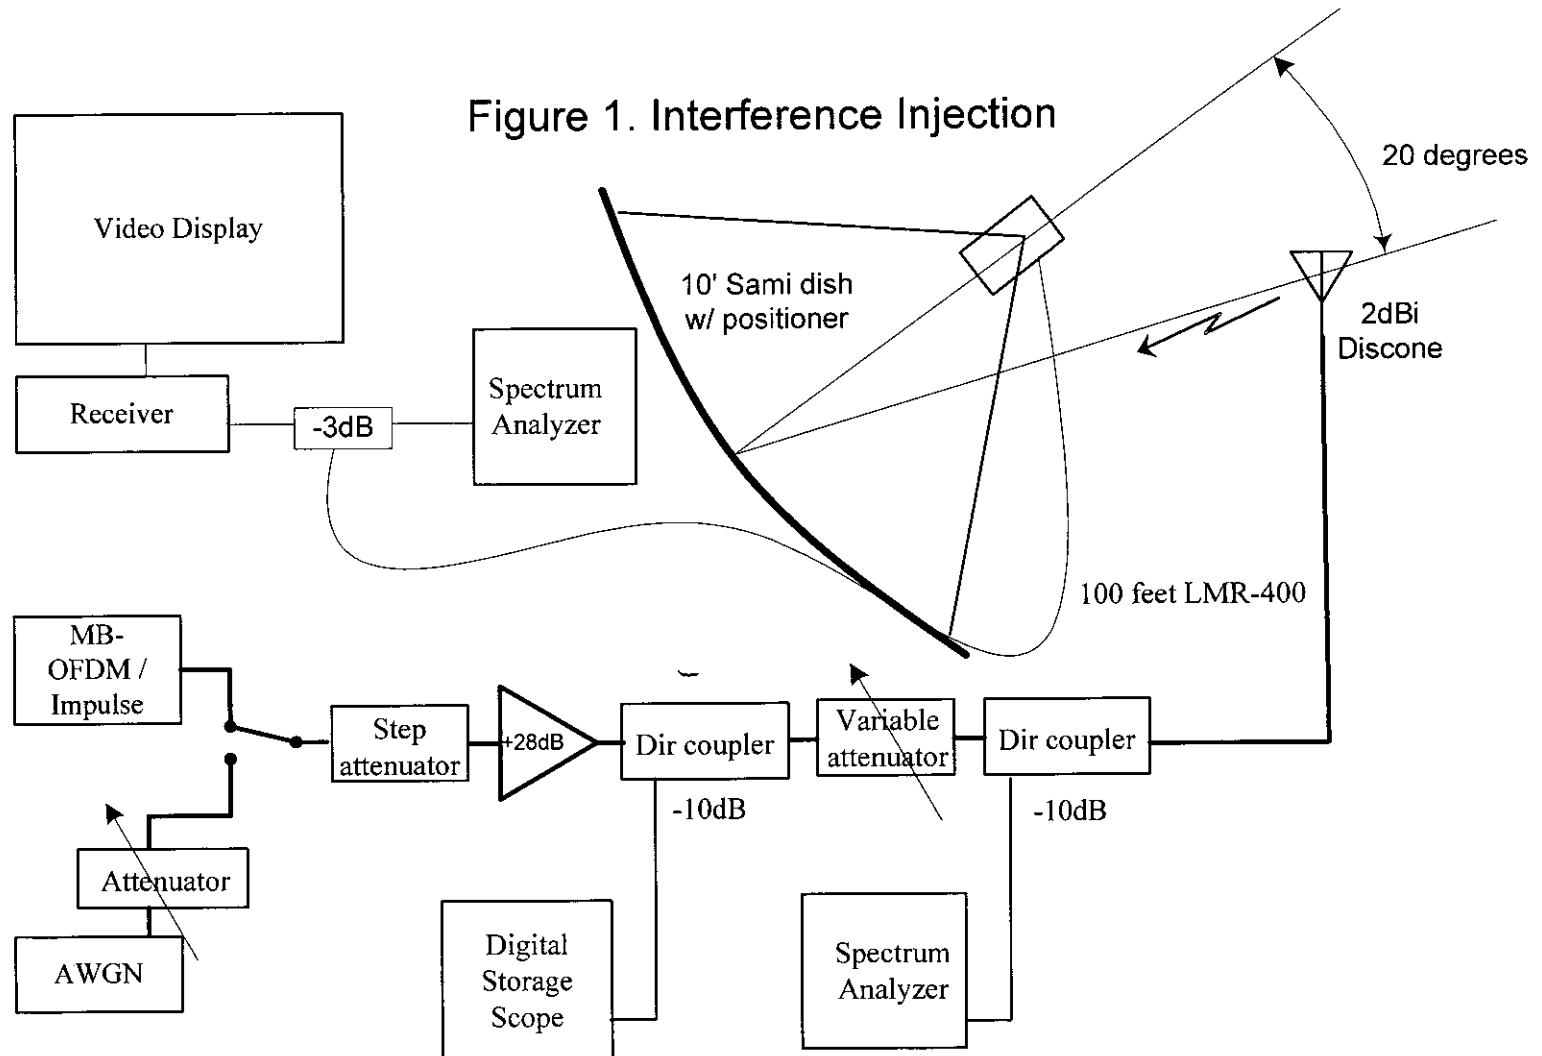 Figure 1. Interference Injection
20 degrees
Video Display
10' Sami dish
w/ positioner
2dBi
Discone
Receiver
-3dB
Spectrum
Analyzer
100 feet LMR-400
MB-
OFDM /
Impulse
Step
attenuator
+28dB
Dir coupler
Variable
attenuator
Dir coupler
-10dB
-10dB
Attenuator
AWGN
Digital
Storage
Scope
Spectrum
Analyzer